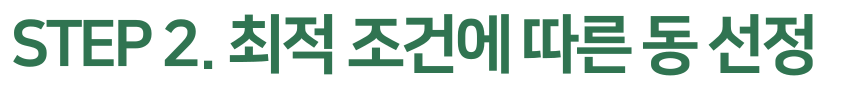 STEP 2. 최적 조건에 따른 동 선정